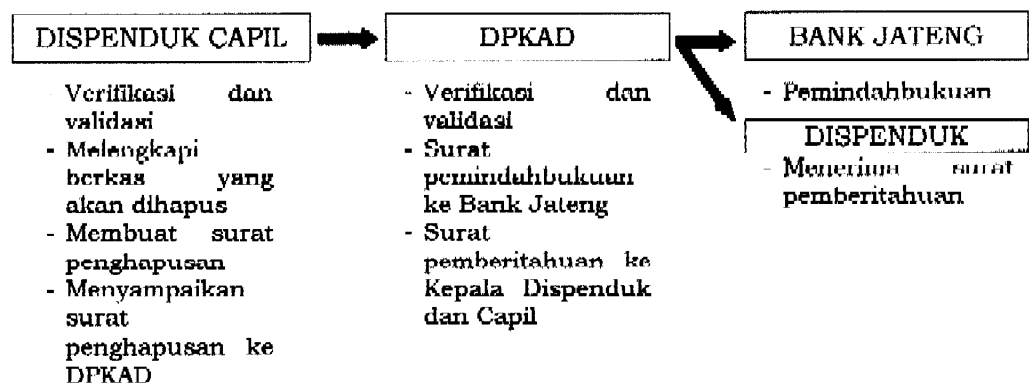 DISPENDUK CAPIL
- Verifikasi dan
validasi
- Melengkapi
berkas yang
akan dihapus
- Membuat surat
penghapusan
- Menyampaikan
surat
penghapusan ke
DPKAD
DPKAD
- Verifikasi dan
validasi
- Surat
pemindahbukuan
ke Bank Jateng
- Surat
pemberitahuan ke
Kepala Dispenduk
dan Capil
BANK JATENG
- Pemindahbukuan
DISPENDUK
- Menerima surat
pemberitahuan